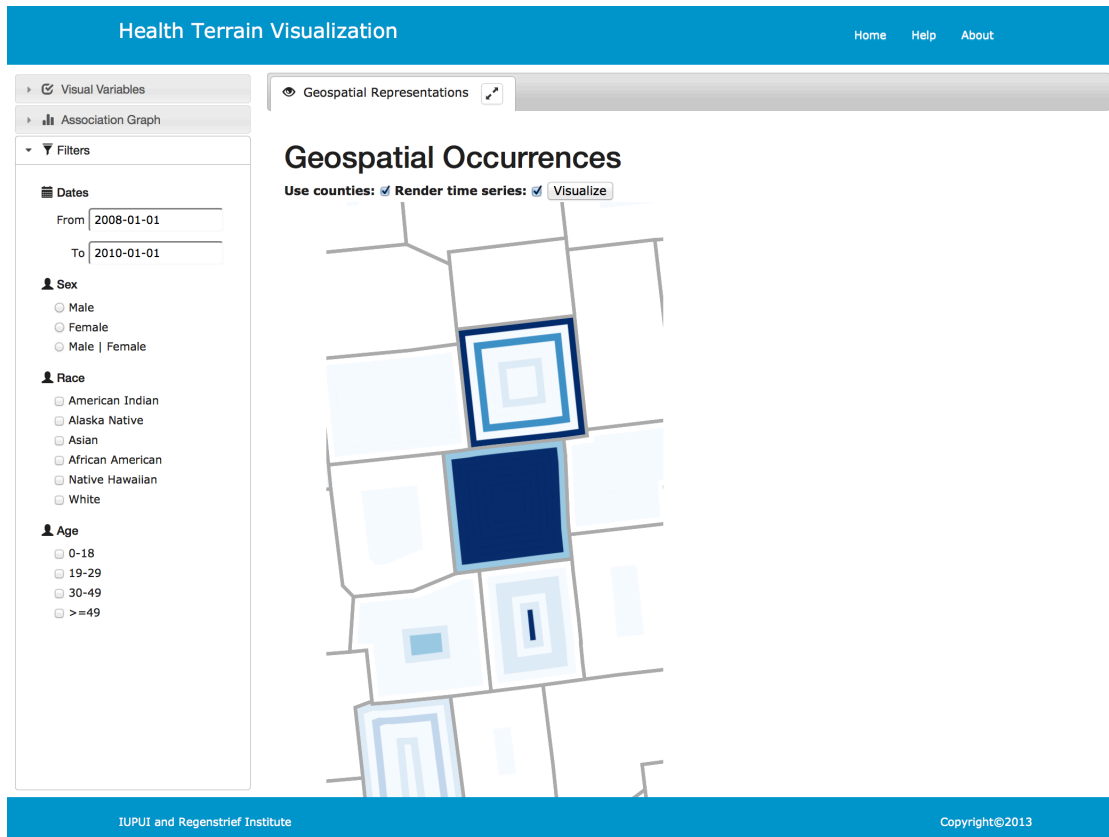 Health Terrain Visualization
Home Help About
Visual Variables
Association Graph
Filters
Geospatial Representations
Geospatial Occurrences
Use counties: Render time series: Visualize
Dates
From 2008-01-01
To 2010-01-01
Sex
Male
Female
Male | Female
Race
American Indian
Alaska Native
Asian
African American
Native Hawaiian
White
Age
0-18
19-29
30-49
>=49
IUPUI and Regenstrief Institute
Copyright©2013